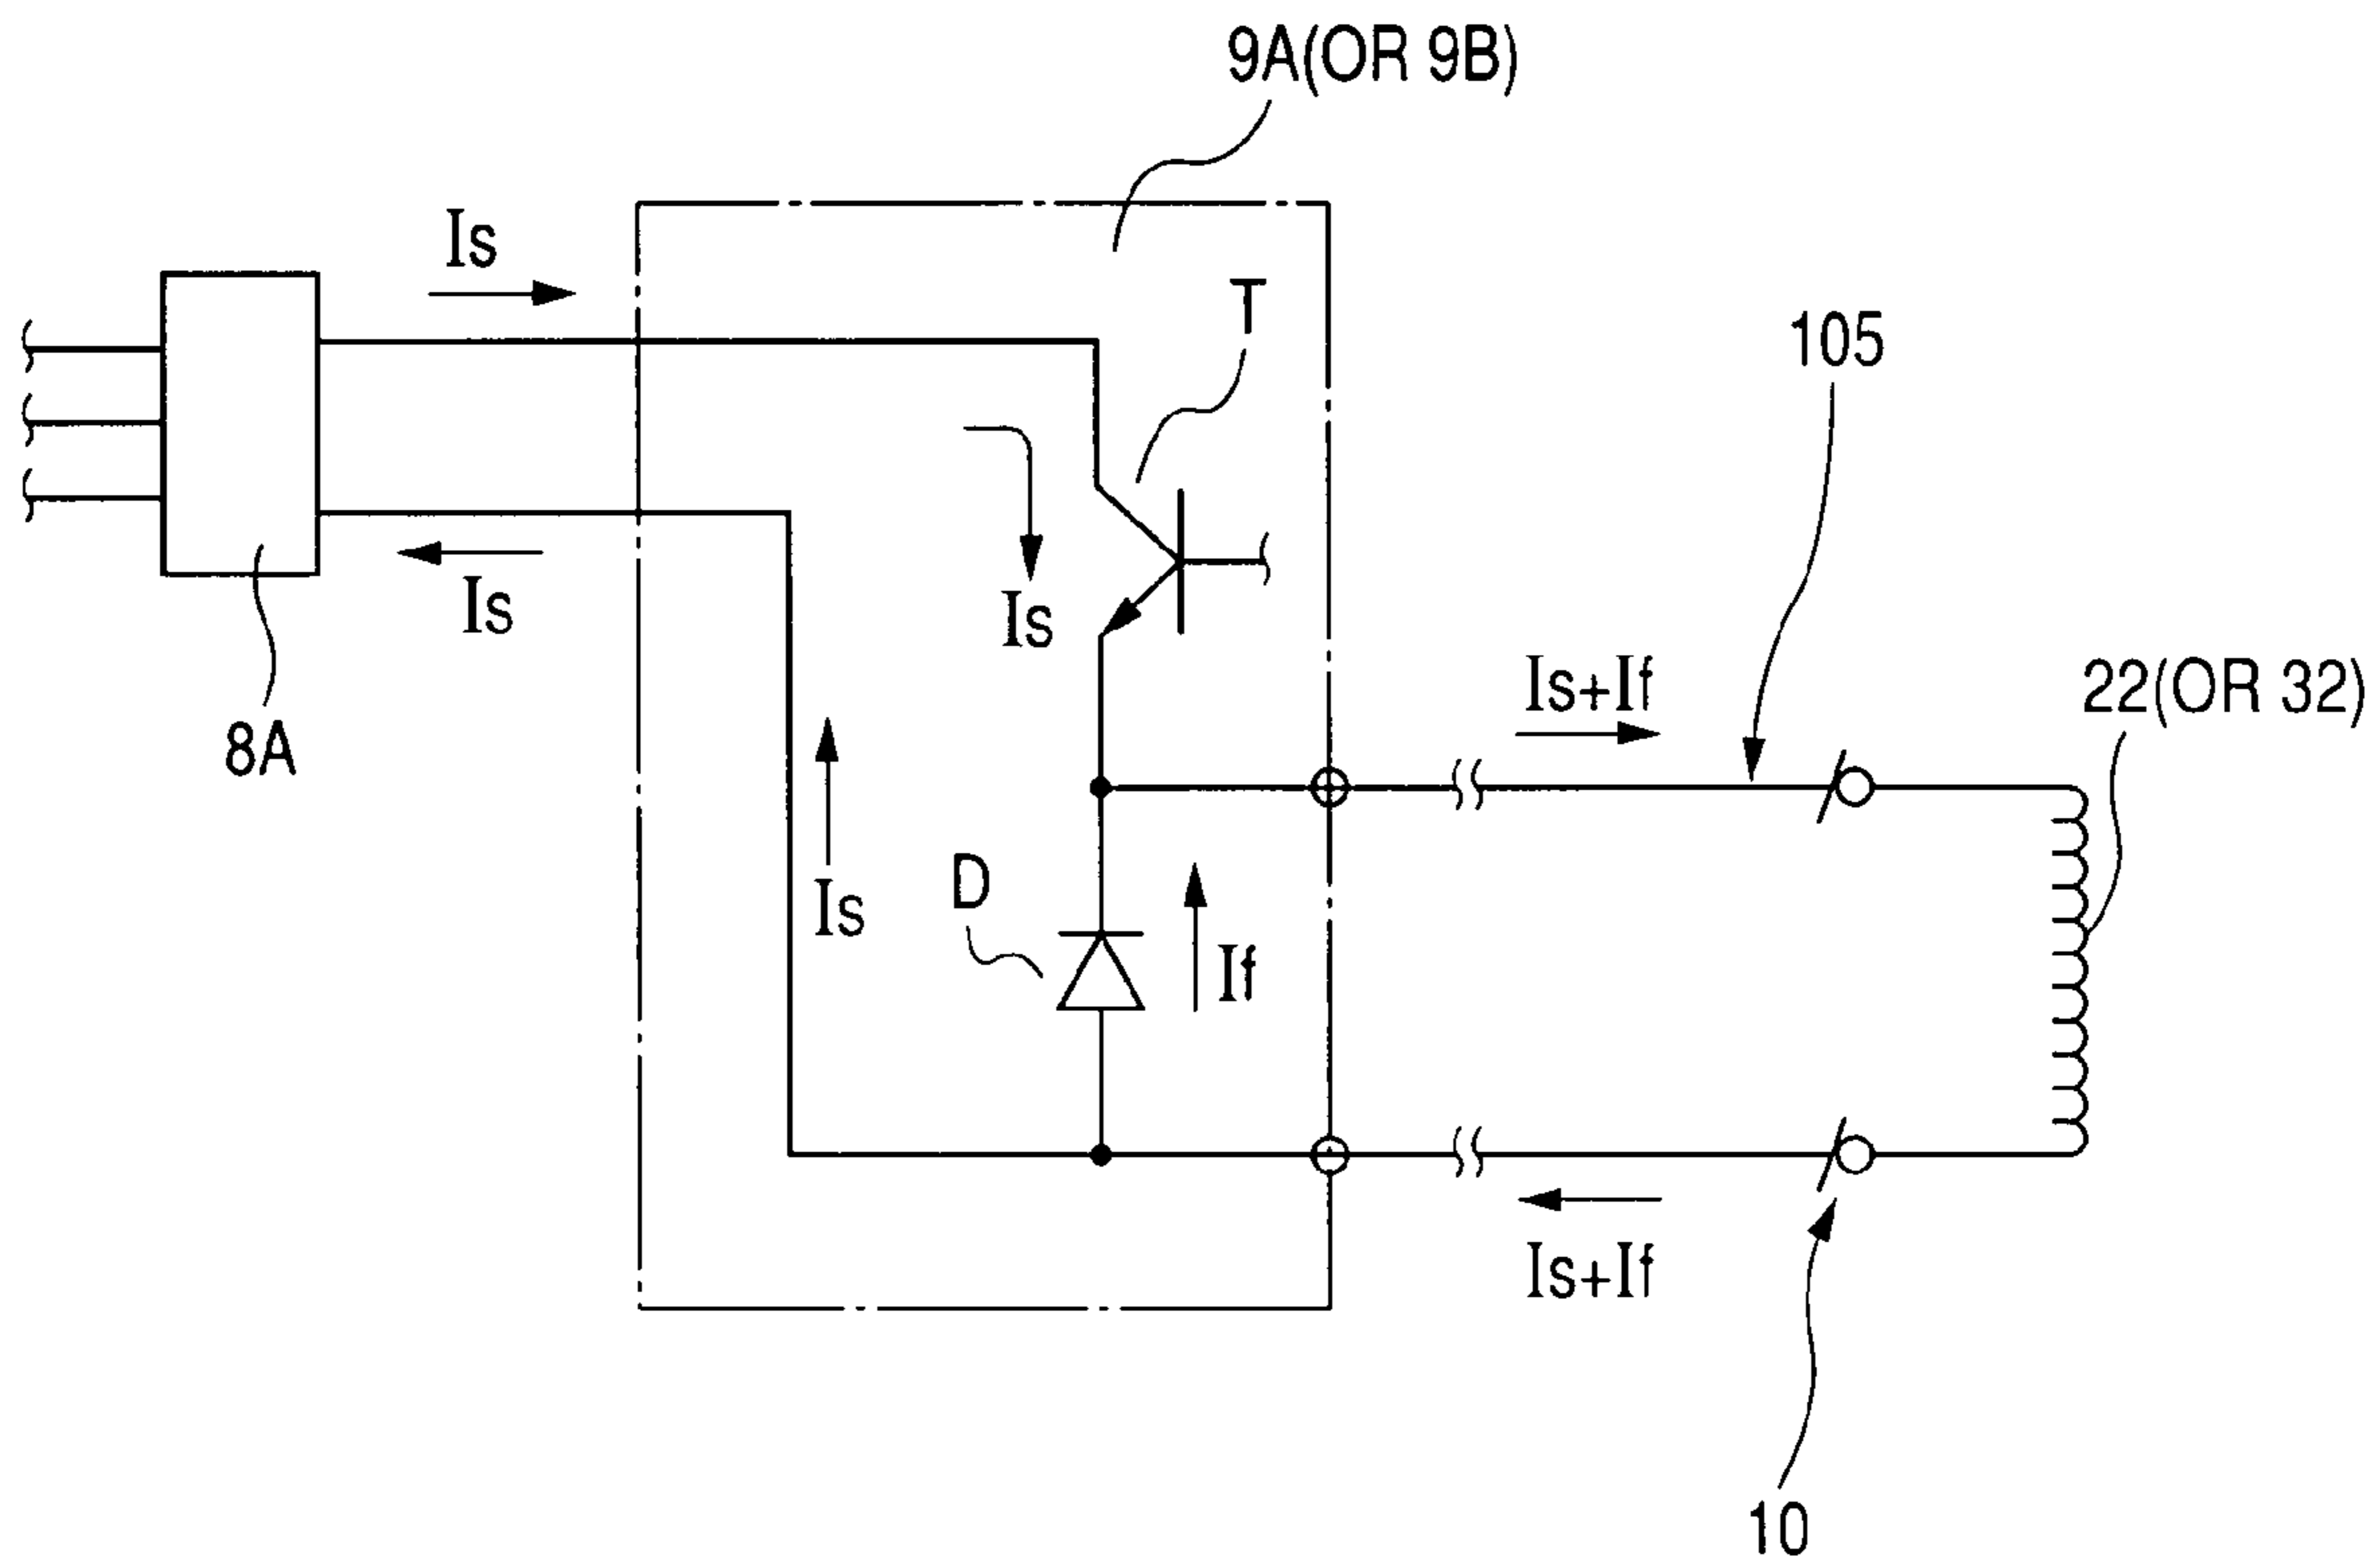 9A(OR 9B)
Is
T
105
Is
Is
Is+If
22(OR 32)
8A
D
Is
If
Is+If
10